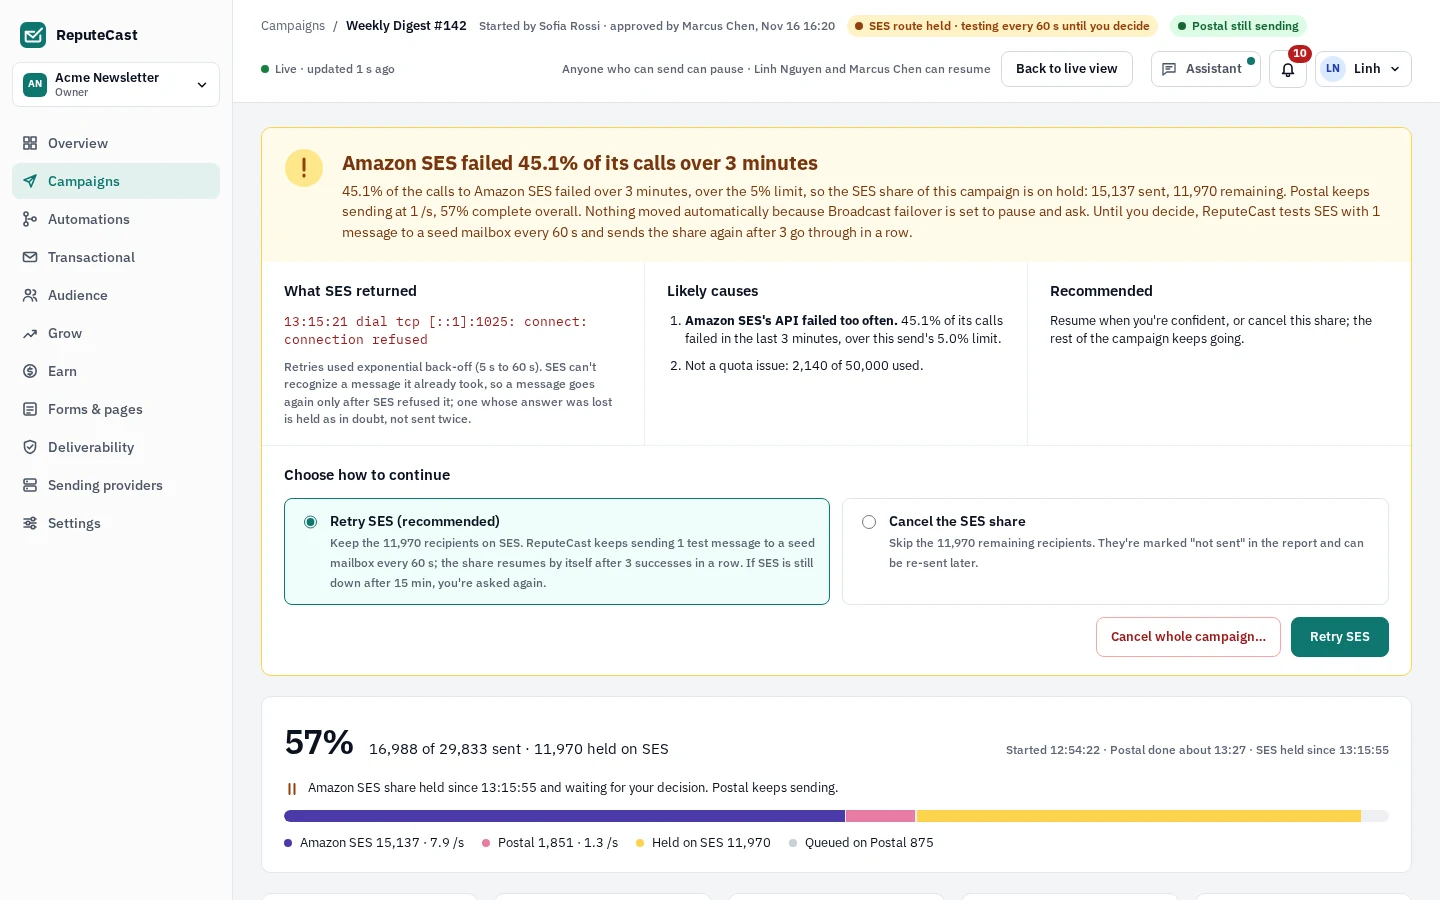 ReputeCast
AN
Acme Newsletter
Owner
Overview
Campaigns
Automations
Transactional
Audience
Grow
Earn
Forms & pages
Deliverability
Sending providers
Settings
Campaigns / Weekly Digest #142 Started by Sofia Rossi · approved by Marcus Chen, Nov 16 16:20 SES route held · testing every 60 s until you decide Postal still sending
Live · updated 1 s ago
Anyone who can send can pause · Linh Nguyen and Marcus Chen can resume
Back to live view
Assistant
10
LN Linh
Amazon SES failed 45.1% of its calls over 3 minutes
45.1% of the calls to Amazon SES failed over 3 minutes, over the 5% limit, so the SES share of this campaign is on hold: 15,137 sent, 11,970 remaining. Postal keeps
sending at 1 /s, 57% complete overall. Nothing moved automatically because Broadcast failover is set to pause and ask. Until you decide, ReputeCast tests SES with 1
message to a seed mailbox every 60 s and sends the share again after 3 go through in a row.
What SES returned
13:15:21 dial tcp [::1]:1025: connect:
connection refused
Retries used exponential back-off (5 s to 60 s). SES can't
recognize a message it already took, so a message goes
again only after SES refused it; one whose answer was lost
is held as in doubt, not sent twice.
Likely causes
1. Amazon SES's API failed too often. 45.1% of its calls
failed in the last 3 minutes, over this send's 5.0% limit.
2. Not a quota issue: 2,140 of 50,000 used.
Recommended
Resume when you're confident, or cancel this share; the
rest of the campaign keeps going.
Choose how to continue
Retry SES (recommended)
Keep the 11,970 recipients on SES. ReputeCast keeps sending 1 test message to a seed
mailbox every 60 s; the share resumes by itself after 3 successes in a row. If SES is still
down after 15 min, you're asked again.
Cancel the SES share
Skip the 11,970 remaining recipients. They're marked "not sent" in the report and can
be re-sent later.
Cancel whole campaign...
Retry SES
57% 16,988 of 29,833 sent · 11,970 held on SES
Started 12:54:22 · Postal done about 13:27 · SES held since 13:15:55
Amazon SES share held since 13:15:55 and waiting for your decision. Postal keeps sending.
Amazon SES 15,137 · 7.9 /s Postal 1,851 · 1.3 /s Held on SES 11,970 Queued on Postal 875